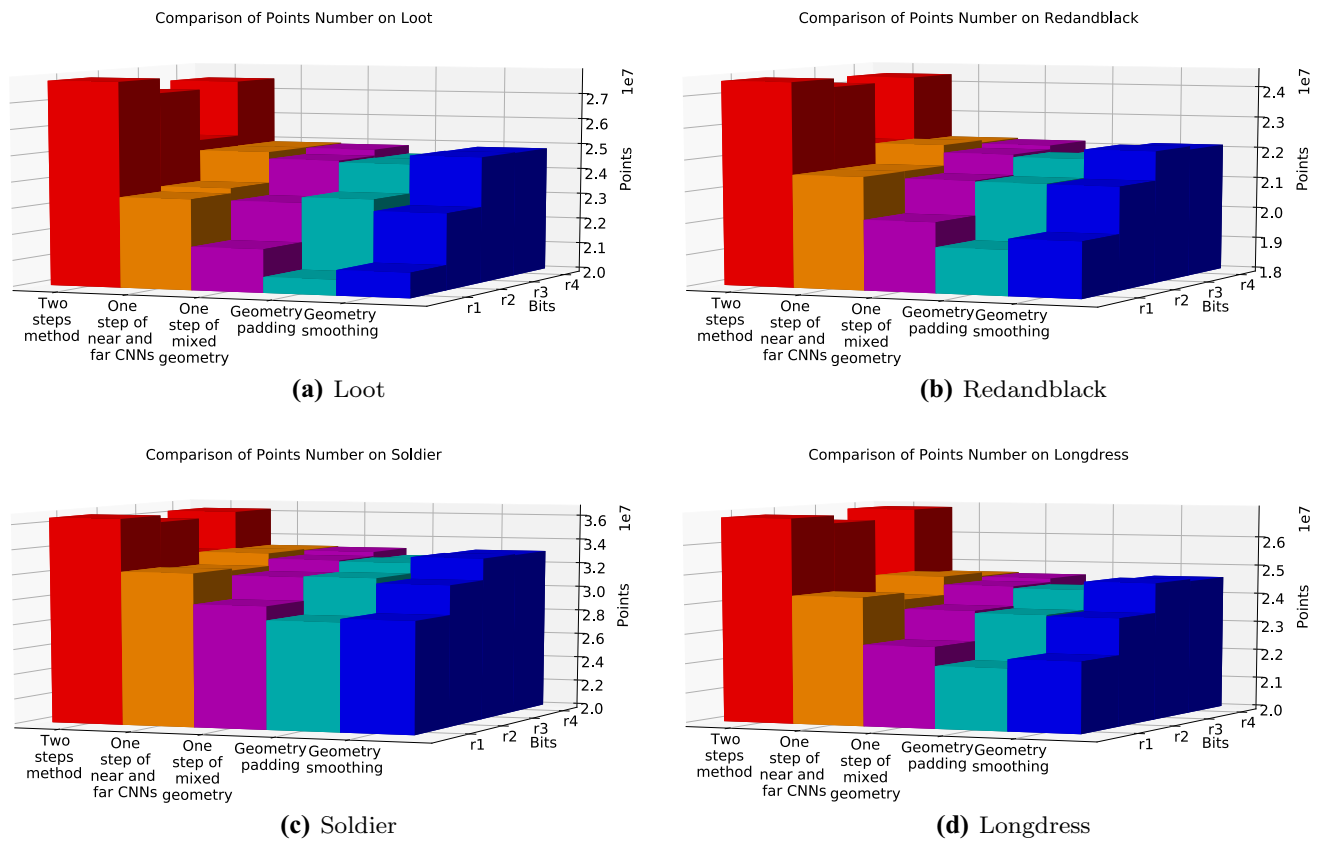 Comparison of Points Number on Loot
1e7
2.7
2.6
2.5
2.4
2.3
2.2
2.1
2.0
Points
r4
r3
r2
r1
Bits
Two
steps
method
One
step of
near and
far CNNs
One
step of
mixed
geometry
Geometry
padding
Geometry
smoothing
(a) Loot
Comparison of Points Number on Redandblack
1e7
2.4
2.3
2.2
2.1
2.0
1.9
1.8
Points
r4
r3
r2
r1
Bits
Two
steps
method
One
step of
near and
far CNNs
One
step of
mixed
geometry
Geometry
padding
Geometry
smoothing
(b) Redandblack
Comparison of Points Number on Soldier
1e7
3.6
3.4
3.2
3.0
2.8
2.6
2.4
2.2
2.0
Points
r4
r3
r2
r1
Bits
Two
steps
method
One
step of
near and
far CNNs
One
step of
mixed
geometry
Geometry
padding
Geometry
smoothing
(c) Soldier
Comparison of Points Number on Longdress
1e7
2.6
2.5
2.4
2.3
2.2
2.1
2.0
Points
r4
r3
r2
r1
Bits
Two
steps
method
One
step of
near and
far CNNs
One
step of
mixed
geometry
Geometry
padding
Geometry
smoothing
(d) Longdress